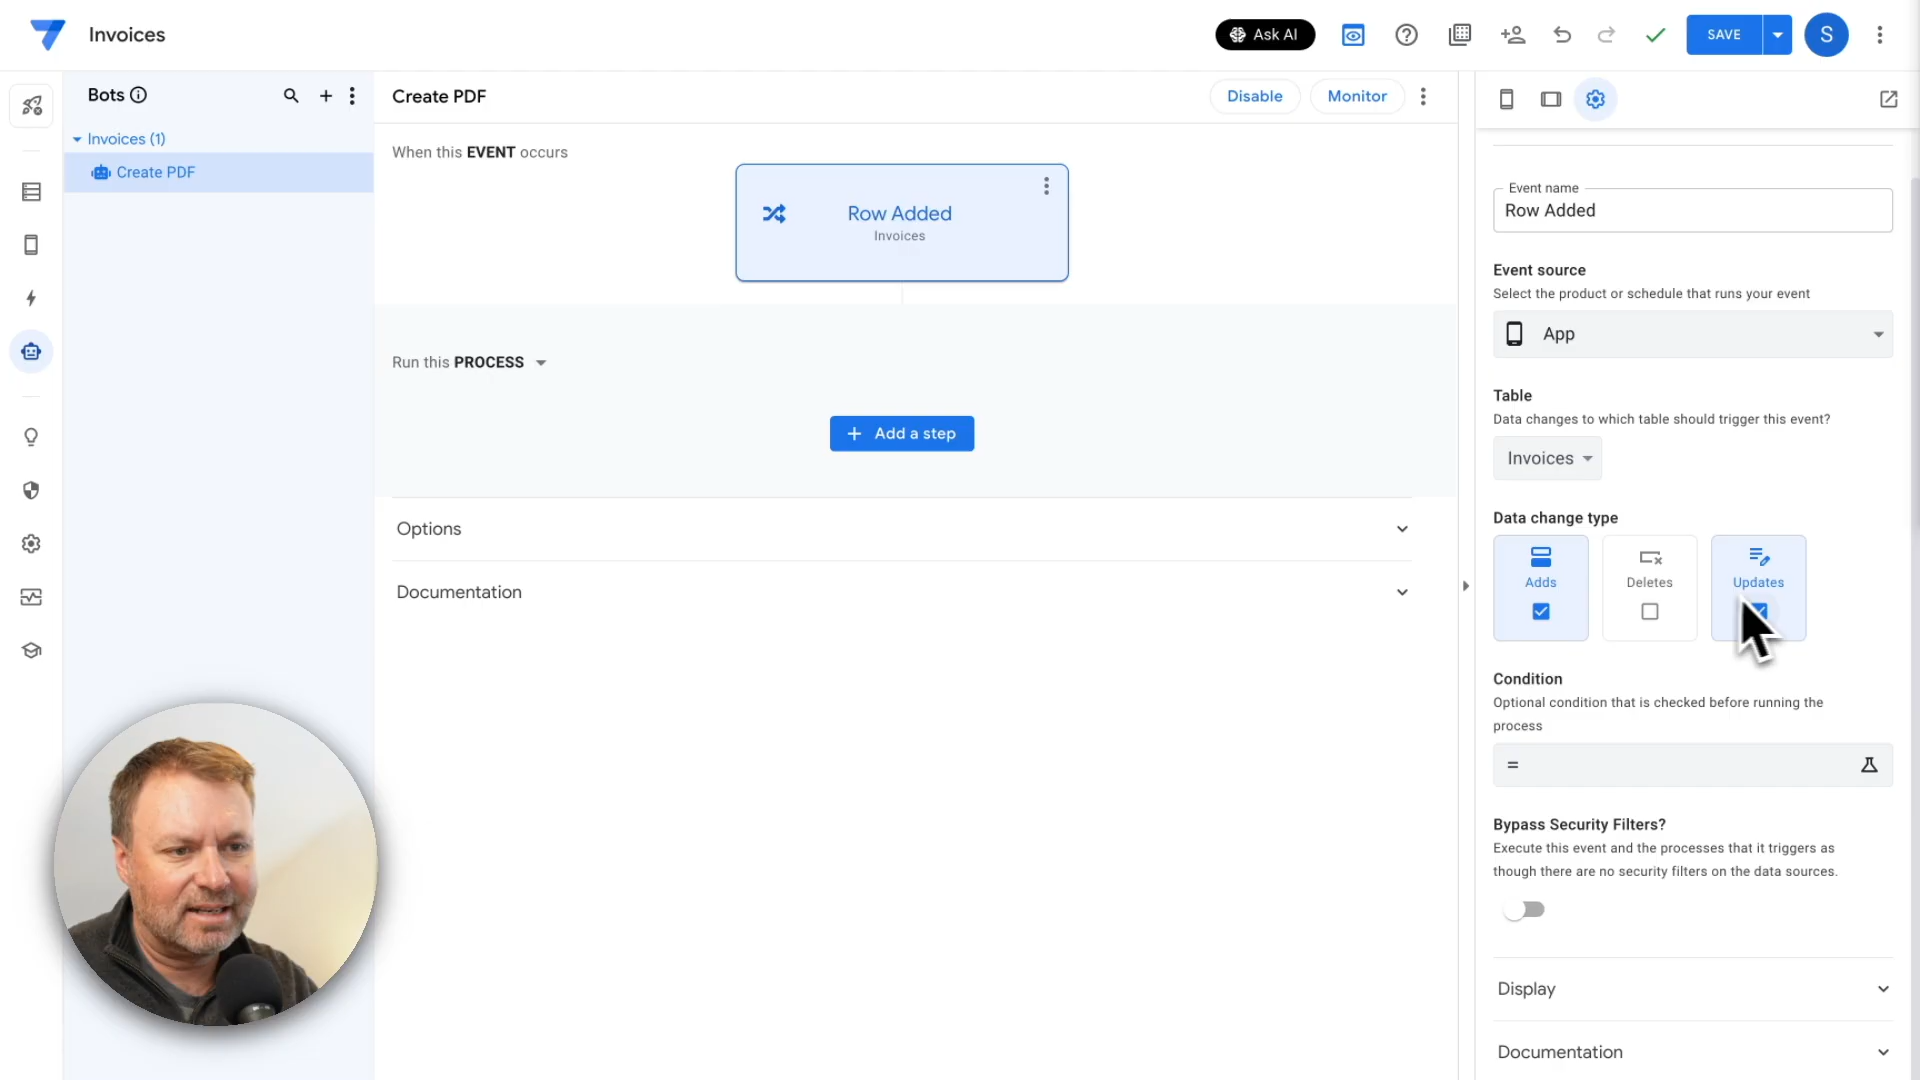 Invoices
Ask AI
SAVE
S
Bots
Invoices (1)
Create PDF
Create PDF
Disable
Monitor
When this EVENT occurs
Row Added
Invoices
Run this PROCESS
+ Add a step
Options
Documentation
Event name
Row Added
Event source
Select the product or schedule that runs your event
App
Table
Data changes to which table should trigger this event?
Invoices
Data change type
Adds
Deletes
Updates
Condition
Optional condition that is checked before running the
process
=
Bypass Security Filters?
Execute this event and the processes that it triggers as
though there are no security filters on the data sources.
Display
Documentation